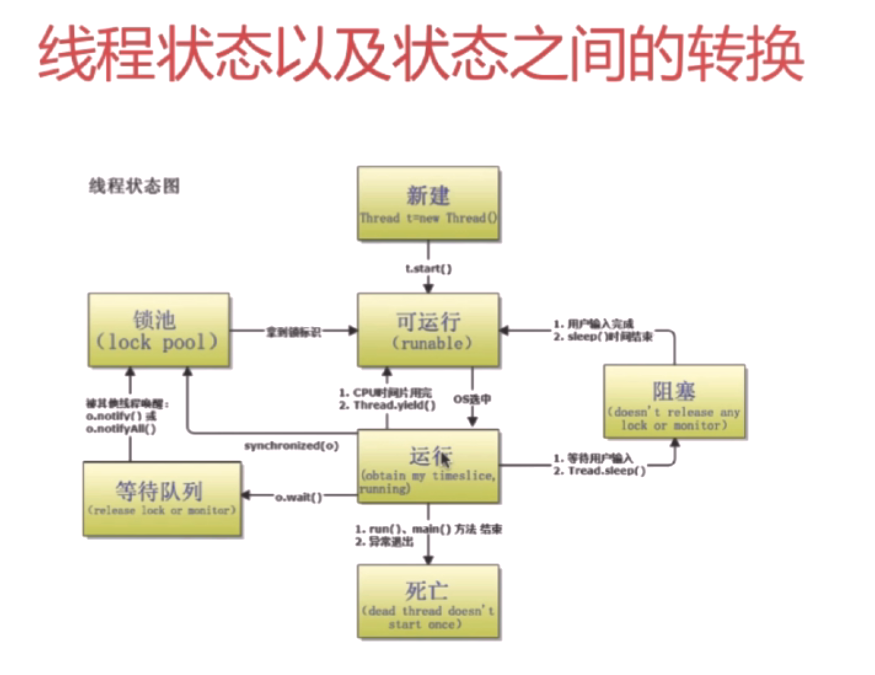 线程状态以及状态之间的转换
线程状态图
新建
Thread t=new Thread()
t.start()
锁池
(lock pool)
拿到锁标识
可运行
(runable)
1. 用户输入完成
2. sleep()时间结束
阻塞
(doesn't release any
lock or monitor)
被其他线程唤醒:
o.notify() 或
o.notifyAll()
1. CPU时间片用完
2. Thread.yield()
OS选中
synchronized(o)
运行
(obtain my timeslice,
running)
1. 等待用户输入
2. Tread.sleep()
等待队列
(release lock or monitor)
o.wait()
1. run()、main() 方法 结束
2. 异常退出
死亡
(dead thread doesn't
start once)